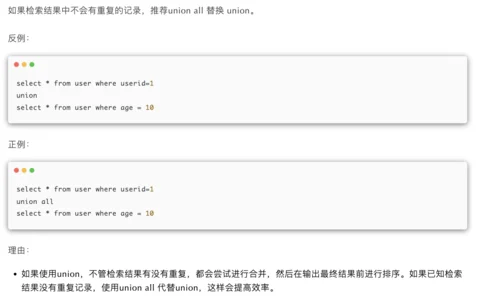 如果检索结果中不会有重复的记录，推荐union all 替换 union。
反例：
select * from user where userid=1
union
select * from user where age = 10
正例：
select * from user where userid=1
union all
select * from user where age = 10
理由：
• 如果使用union，不管检索结果有没有重复，都会尝试进行合并，然后在输出最终结果前进行排序。如果已知检索
结果没有重复记录，使用union all 代替union，这样会提高效率。